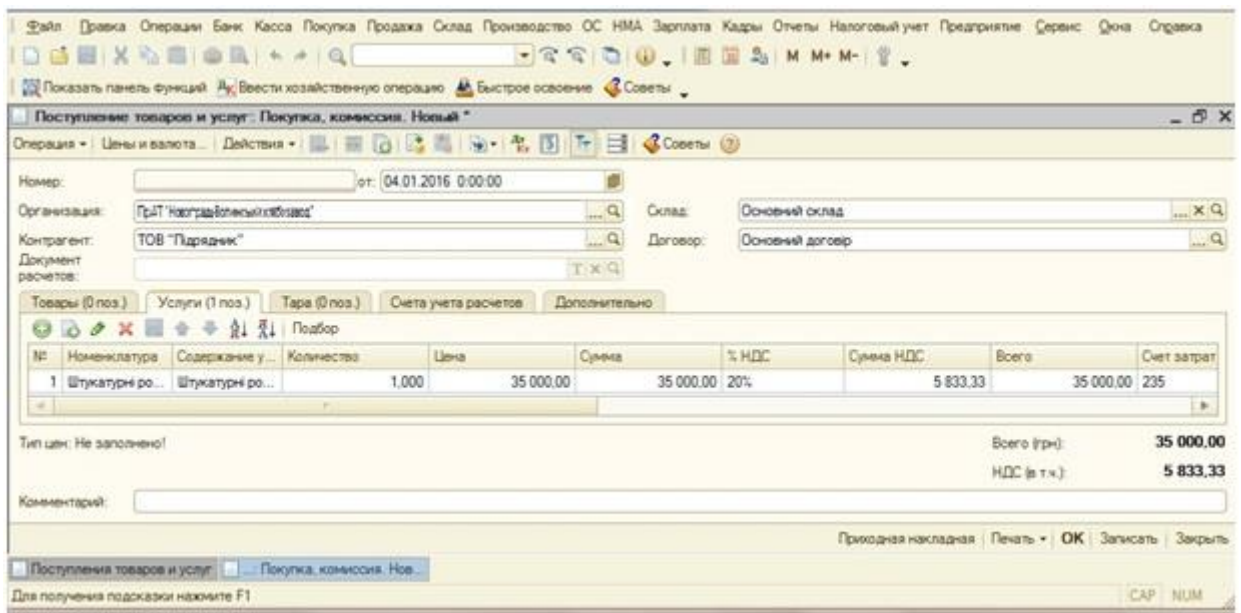 Файл Правка Операции Банк Касса Покупка Продажа Склад Производство ОС НМА Зарплата Кадры Отчеты Налоговый учет Предприятие Сервис Окна Справка
M M+ M-
Показать панель функций Ввести хозяйственную операцию Быстрое освоение Советы
Поступление товаров и услуг: Покупка, комиссия. Новый *
Операция Цены и валюта... Действия Советы
Номер: от: 04.01.2016 0:00:00
Организация: ПрАТ Склад: Основний склад
Контрагент: ТОВ "Підрядник" Договор: Основний договір
Документ расчетов:
Товары (0 поз.) Услуги (1 поз.) Тара (0 поз.) Счета учета расчетов Дополнительно
Подбор
№ Номенклатура Содержание у... Количество Цена Сумма % НДС Сумма НДС Всего Счет затрат
1 Штукатурні ро... Штукатурні ро... 1,000 35 000,00 35 000,00 20% 5 833,33 35 000,00 235
Тип цен: Не заполнено! Всего (грн): 35 000,00
НДС (в т.ч.): 5 833,33
Комментарий:
Приходная накладная Печать OK Записать Закрыть
Поступления товаров и услуг ...: Покупка, комиссия. Нов...
Для получения подсказки нажмите F1 CAP NUM